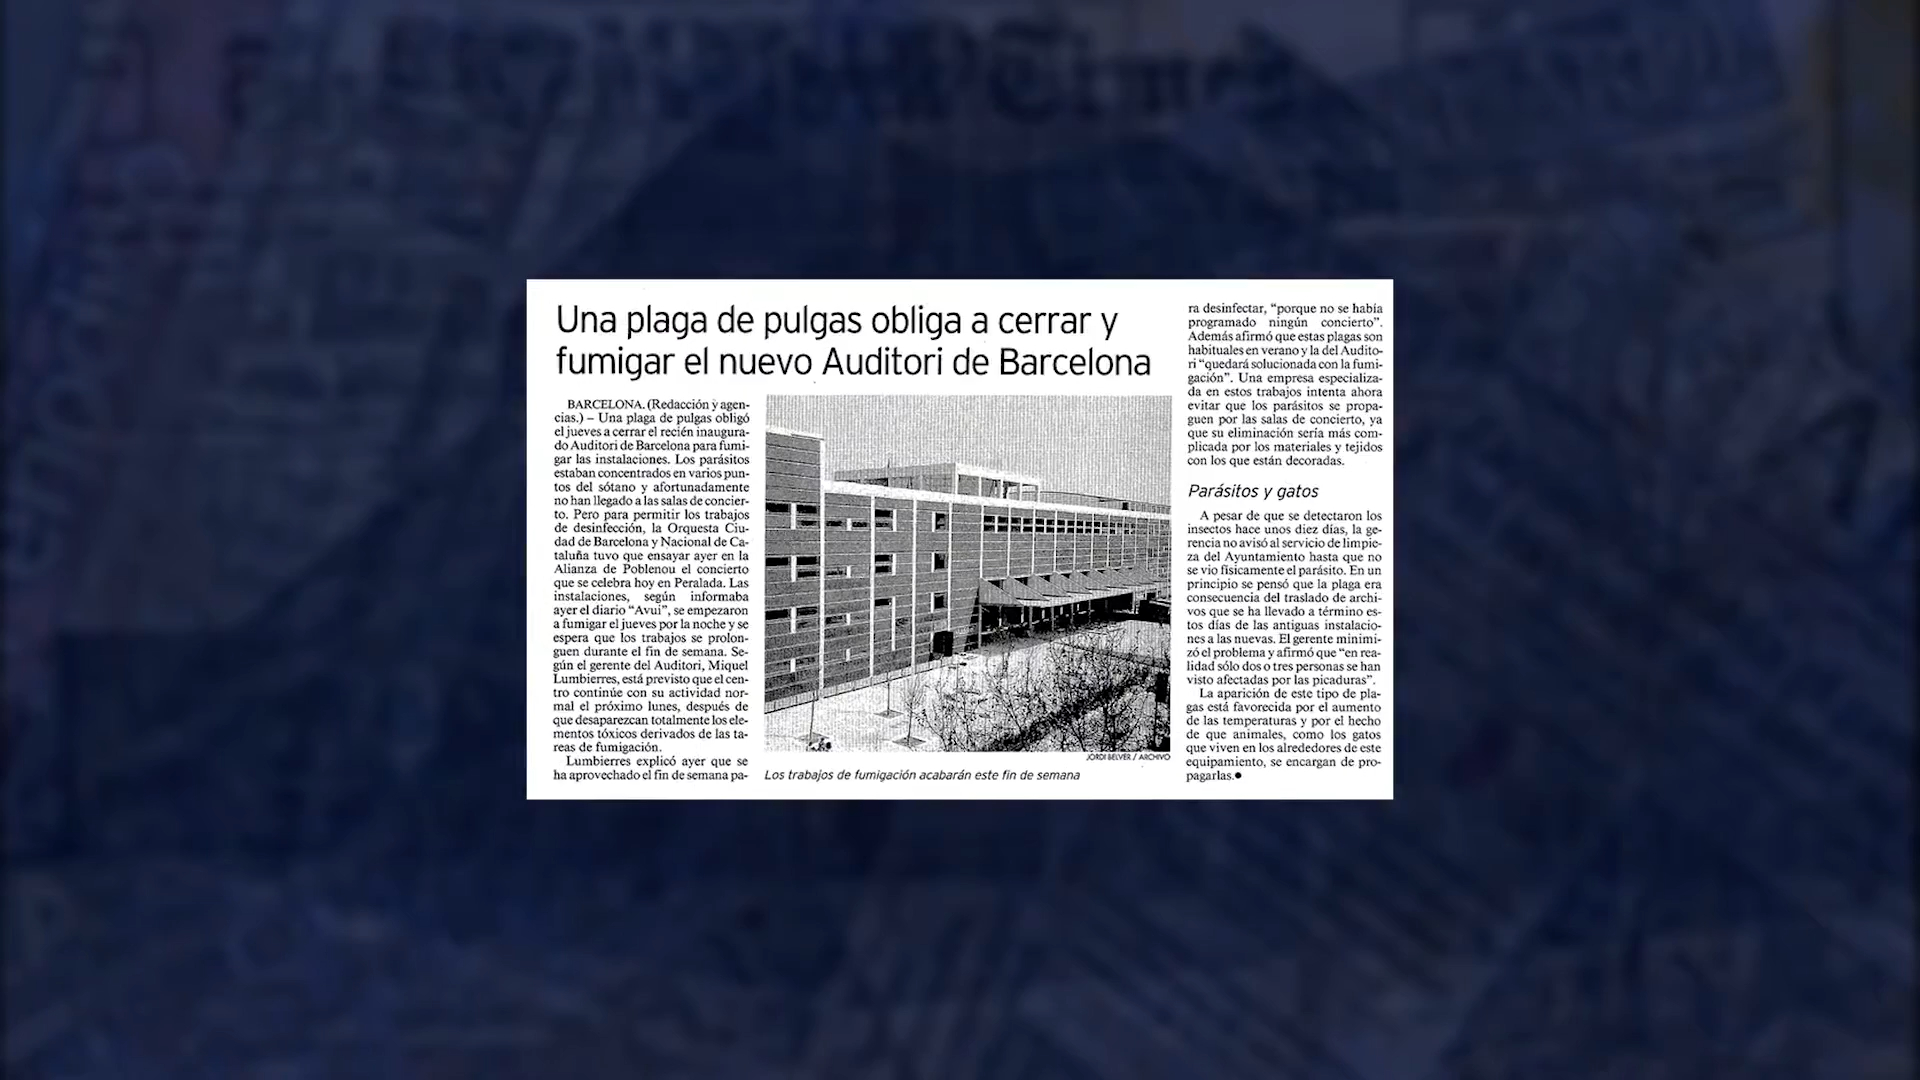 Una plaga de pulgas obliga a cerrar y
fumigar el nuevo Auditori de Barcelona
BARCELONA. (Redacción y agen-
cias.) – Una plaga de pulgas obligó
el jueves a cerrar el recién inaugura-
do Auditori de Barcelona para fumi-
gar las instalaciones. Los parásitos
estaban concentrados en varios pun-
tos del sótano y afortunadamente
no han llegado a las salas de concier-
to. Pero para permitir los trabajos
de desinfección, la Orquesta Ciu-
dad de Barcelona y Nacional de Ca-
taluña tuvo que ensayar ayer en la
Alianza de Poblenou el concierto
que se celebra hoy en Peralada. Las
instalaciones, según informaba
ayer el diario “Avui”, se empezaron
a fumigar el jueves por la noche y se
espera que los trabajos se prolon-
guen durante el fin de semana. Se-
gún el gerente del Auditori, Miquel
Lumbierres, está previsto que el cen-
tro continúe con su actividad nor-
mal el próximo lunes, después de
que desaparezcan totalmente los ele-
mentos tóxicos derivados de las ta-
reas de fumigación.
Lumbierres explicó ayer que se
ha aprovechado el fin de semana pa-
JORDI BELVER / ARCHIVO
Los trabajos de fumigación acabarán este fin de semana
ra desinfectar, “porque no se había
programado ningún concierto”.
Además afirmó que estas plagas son
habituales en verano y la del Audito-
ri “quedará solucionada con la fumi-
gación”. Una empresa especializa-
da en estos trabajos intenta ahora
evitar que los parásitos se propa-
guen por las salas de concierto, ya
que su eliminación sería más com-
plicada por los materiales y tejidos
con los que están decoradas.
Parásitos y gatos
A pesar de que se detectaron los
insectos hace unos diez días, la ge-
rencia no avisó al servicio de limpie-
za del Ayuntamiento hasta que no
se vio físicamente el parásito. En un
principio se pensó que la plaga era
consecuencia del traslado de archi-
vos que se ha llevado a término es-
tos días de las antiguas instalacio-
nes a las nuevas. El gerente minimi-
zó el problema y afirmó que “en rea-
lidad sólo dos o tres personas se han
visto afectadas por las picaduras”.
La aparición de este tipo de pla-
gas está favorecida por el aumento
de las temperaturas y por el hecho
de que animales, como los gatos
que viven en los alrededores de este
equipamiento, se encargan de pro-
pagarlas.●